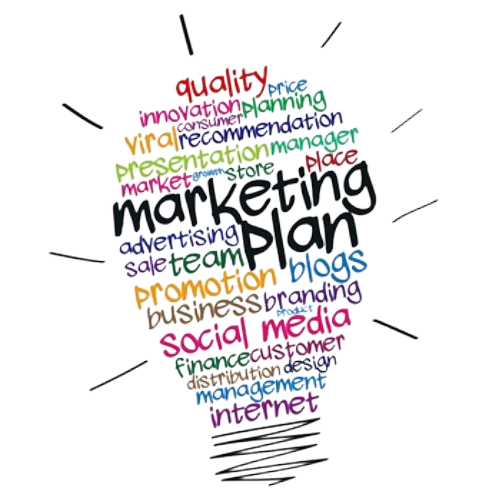 quality price
innovation planning
consumer
viral recommendation
presentation manager
market growth store place
marketing
plan
advertising
sale team
promotion blogs
business branding
product
social media
finance customer
distribution design
management
internet